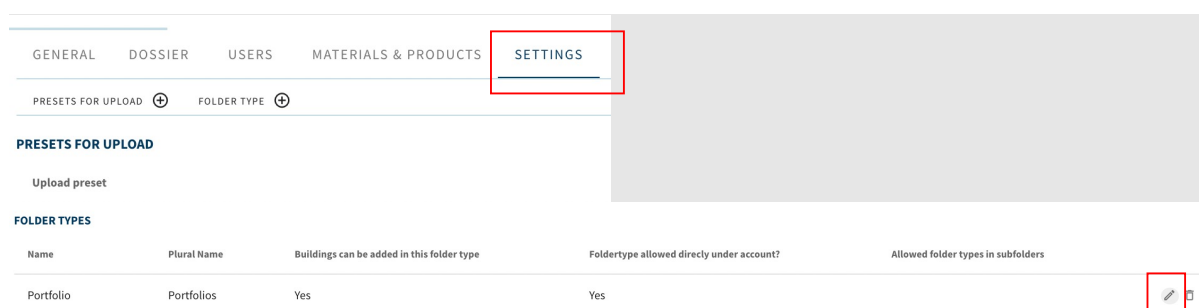 GENERAL DOSSIER USERS MATERIALS & PRODUCTS SETTINGS
PRESETS FOR UPLOAD FOLDER TYPE
PRESETS FOR UPLOAD
Upload preset
FOLDER TYPES
Name Plural Name Buildings can be added in this folder type Foldertype allowed direcly under account? Allowed folder types in subfolders
Portfolio Portfolios Yes Yes